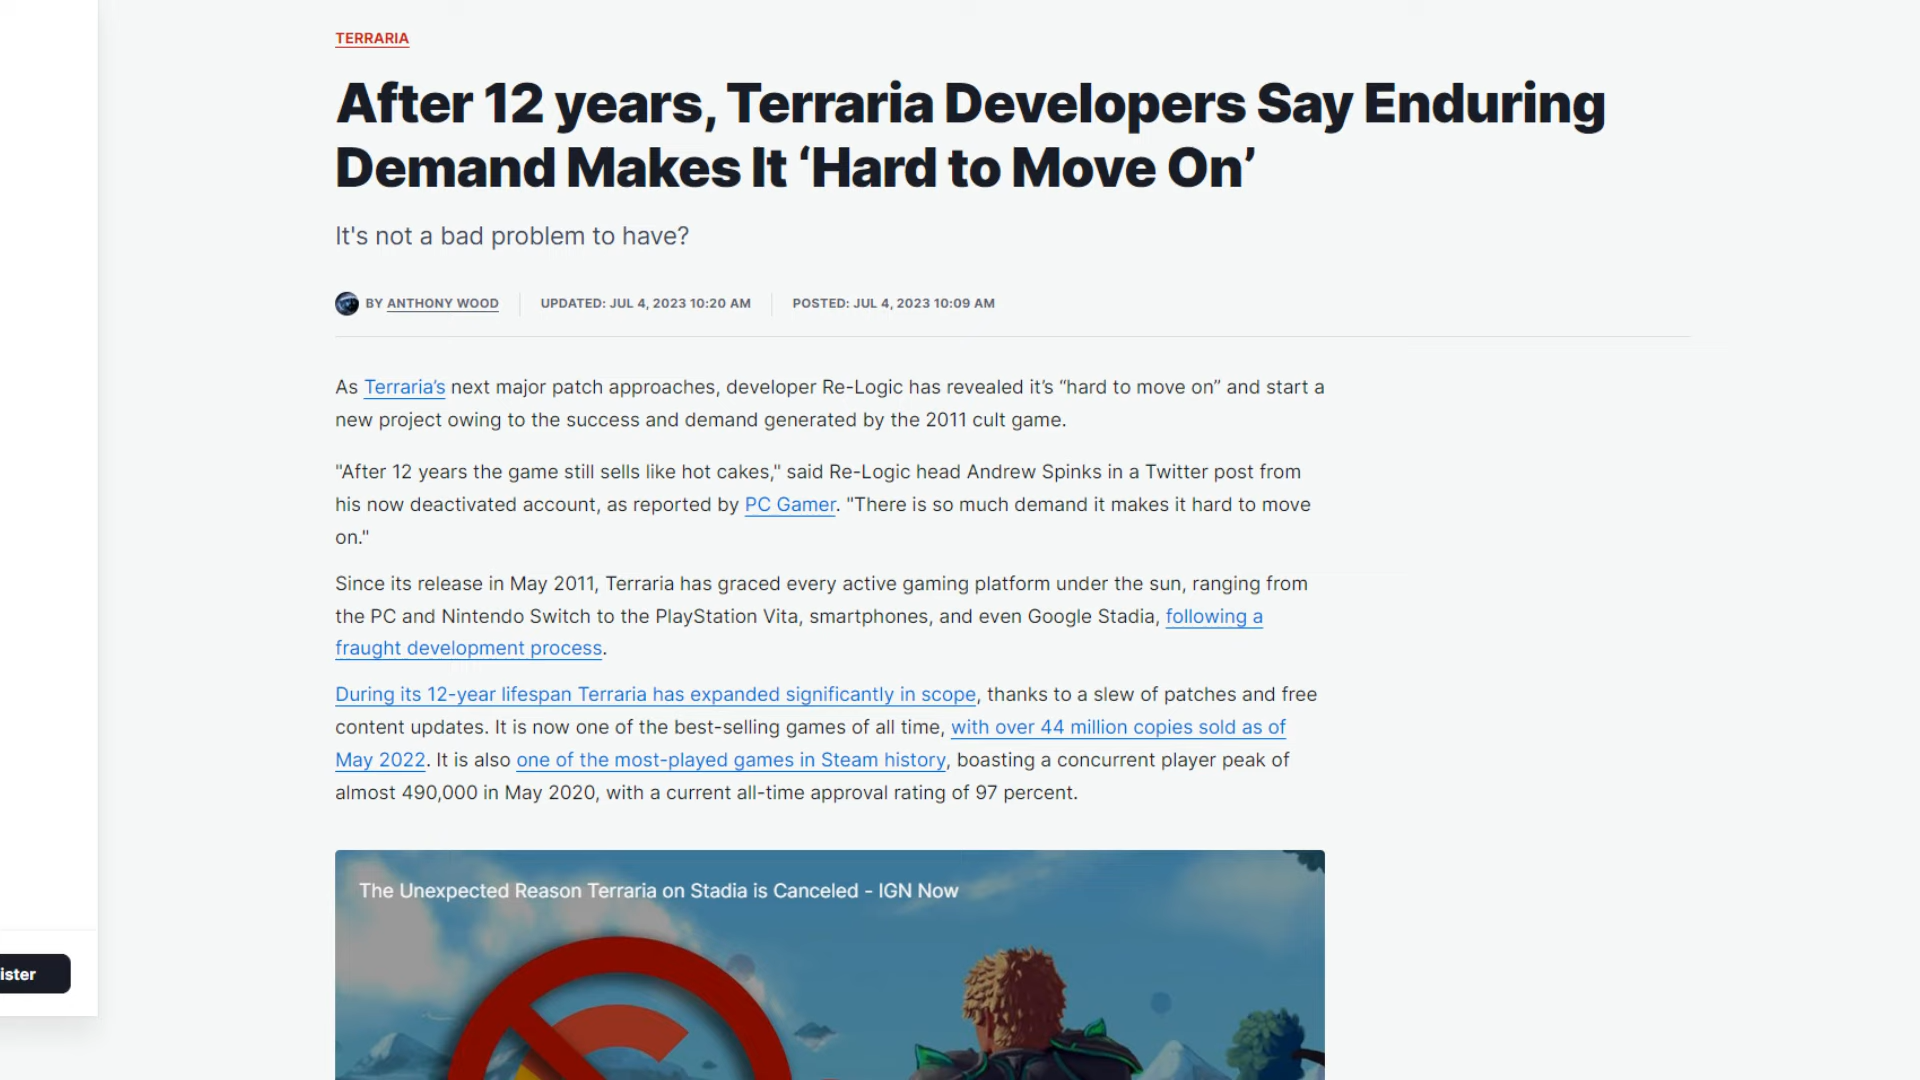 TERRARIA
After 12 years, Terraria Developers Say Enduring
Demand Makes It ‘Hard to Move On’
It's not a bad problem to have?
BY ANTHONY WOOD UPDATED: JUL 4, 2023 10:20 AM POSTED: JUL 4, 2023 10:09 AM
As Terraria’s next major patch approaches, developer Re-Logic has revealed it’s “hard to move on” and start a
new project owing to the success and demand generated by the 2011 cult game.
"After 12 years the game still sells like hot cakes," said Re-Logic head Andrew Spinks in a Twitter post from
his now deactivated account, as reported by PC Gamer. "There is so much demand it makes it hard to move
on."
Since its release in May 2011, Terraria has graced every active gaming platform under the sun, ranging from
the PC and Nintendo Switch to the PlayStation Vita, smartphones, and even Google Stadia, following a
fraught development process.
During its 12-year lifespan Terraria has expanded significantly in scope, thanks to a slew of patches and free
content updates. It is now one of the best-selling games of all time, with over 44 million copies sold as of
May 2022. It is also one of the most-played games in Steam history, boasting a concurrent player peak of
almost 490,000 in May 2020, with a current all-time approval rating of 97 percent.
The Unexpected Reason Terraria on Stadia is Canceled - IGN Now
ister